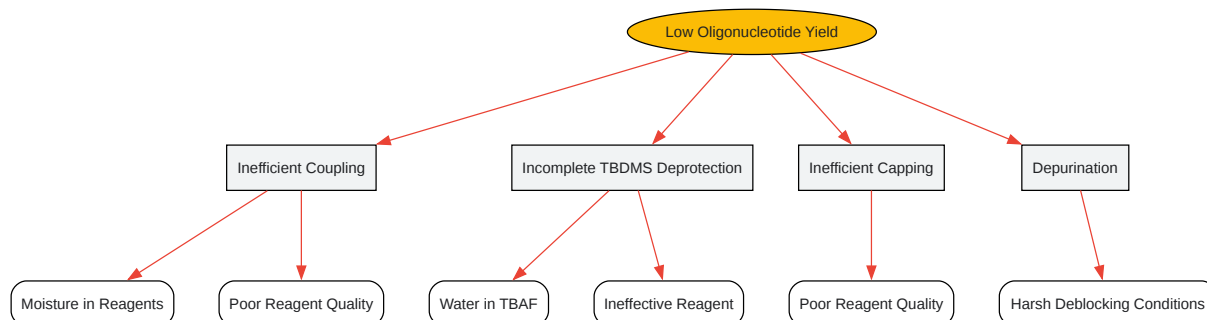 Low Oligonucleotide Yield
Inefficient Coupling
Incomplete TBDMS Deprotection
Inefficient Capping
Depurination
Moisture in Reagents
Poor Reagent Quality
Water in TBAF
Ineffective Reagent
Poor Reagent Quality
Harsh Deblocking Conditions